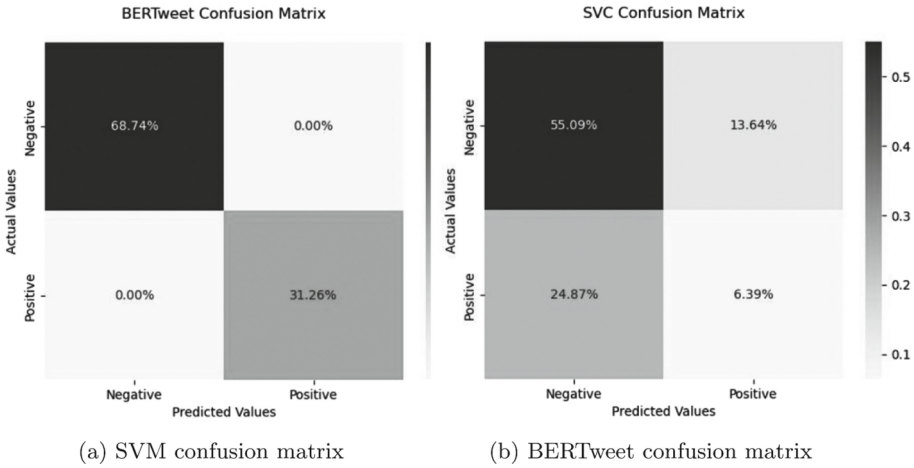 BERTweet Confusion Matrix
Actual Values
Negative
Positive
68.74%
0.00%
0.00%
31.26%
Negative
Positive
Predicted Values
(a) SVM confusion matrix
SVC Confusion Matrix
Actual Values
Negative
Positive
55.09%
13.64%
24.87%
6.39%
Negative
Positive
Predicted Values
0.5
0.4
0.3
0.2
0.1
(b) BERTweet confusion matrix